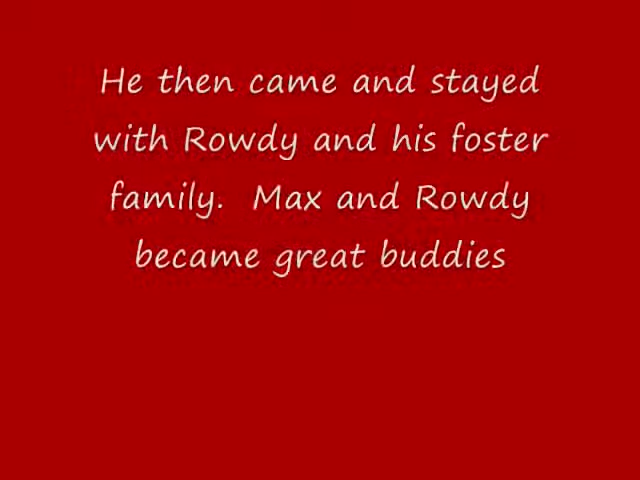 He then came and stayed
with Rowdy and his foster
family.  Max and Rowdy
became great buddies